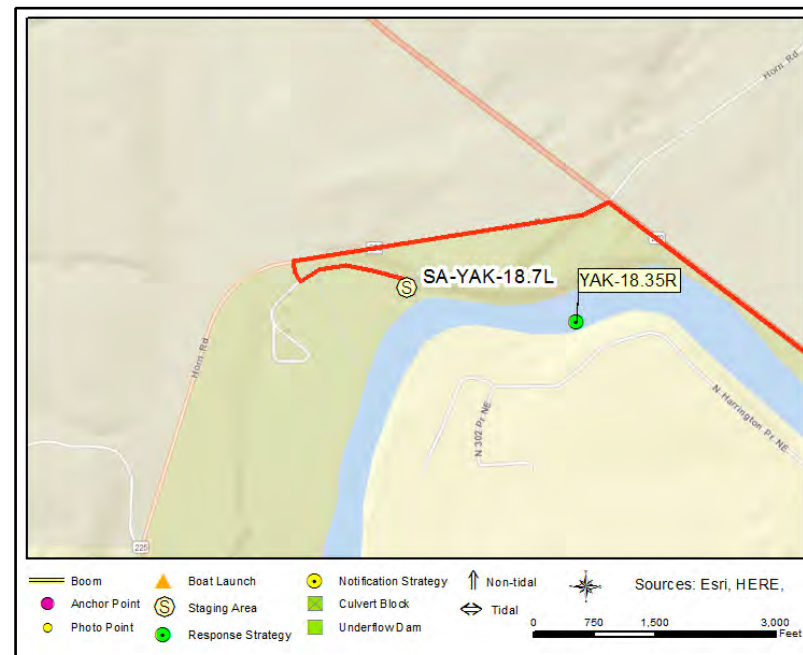 Horn Rd
SA-YAK-18.7L
YAK-18.35R
Horn Rd
N 302 Pr NE
N Harrington Pr NE
225
Boom
Boat Launch
Notification Strategy
Non-tidal
Sources: Esri, HERE,
Anchor Point
Staging Area
Culvert Block
Tidal
Photo Point
Response Strategy
Underflow Dam
0 750 1,500 3,000
Feet
S
S